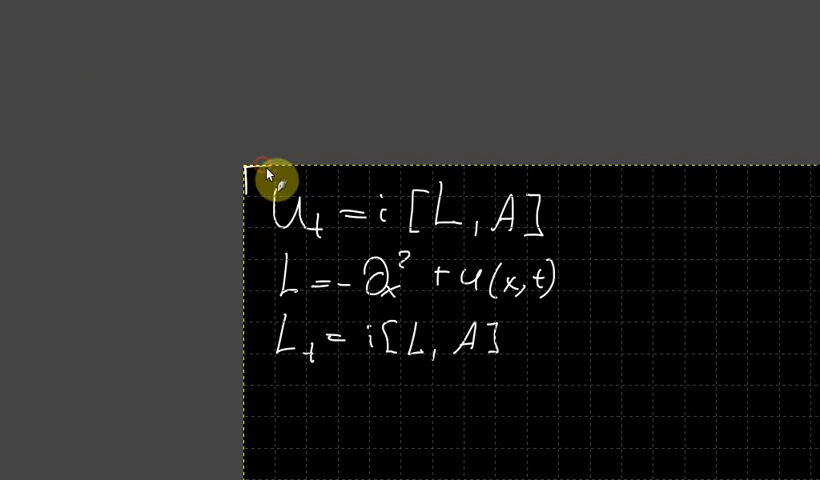 u_t = i [L, A]
L = - ∂_x^2 + u(x,t)
L_t = i[L, A]